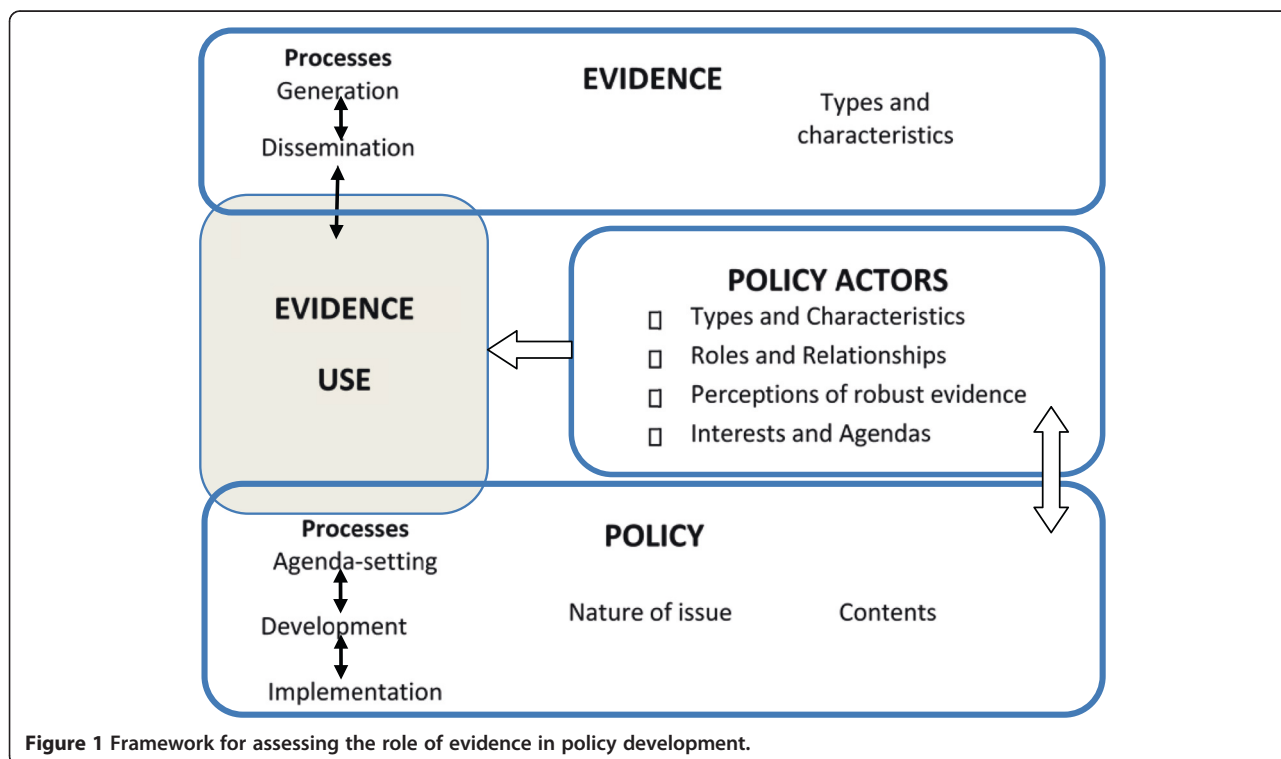 Processes
Generation
Dissemination
EVIDENCE
Types and
characteristics
EVIDENCE
USE
POLICY ACTORS
Types and Characteristics
Roles and Relationships
Perceptions of robust evidence
Interests and Agendas
Processes
Agenda-setting
Development
Implementation
POLICY
Nature of issue
Contents
Figure 1 Framework for assessing the role of evidence in policy development.